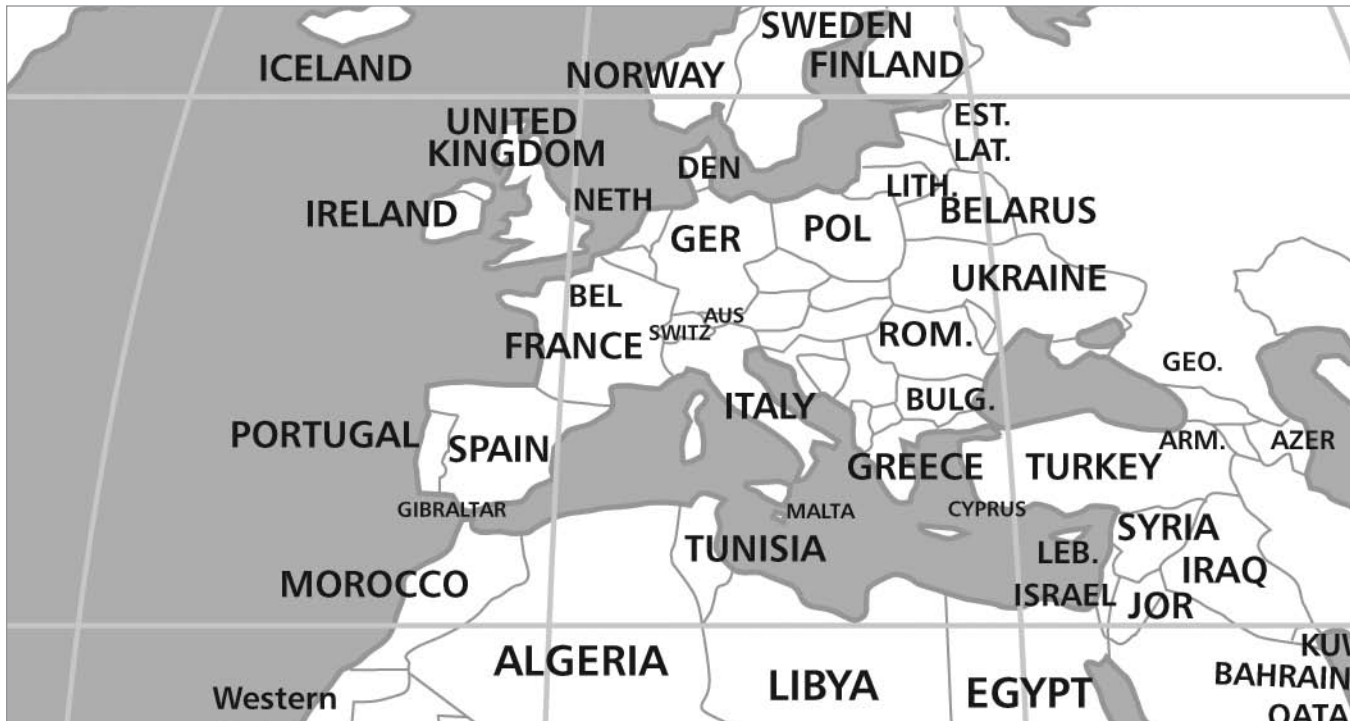 SWEDEN
ICELAND
NORWAY
FINLAND
UNITED
KINGDOM
EST.
LAT.
DEN
LITH.
NETH
IRELAND
BELARUS
GER
POL
UKRAINE
BEL
AUS
SWITZ
FRANCE
ROM.
GEO.
ITALY
BULG.
PORTUGAL
SPAIN
ARM.
AZER
GREECE
TURKEY
GIBRALTAR
MALTA
CYPRUS
SYRIA
TUNISIA
LEB.
IRAQ
MOROCCO
ISRAEL
JOR
ALGERIA
LIBYA
EGYPT
KUW
BAHRAIN
Western
QATA